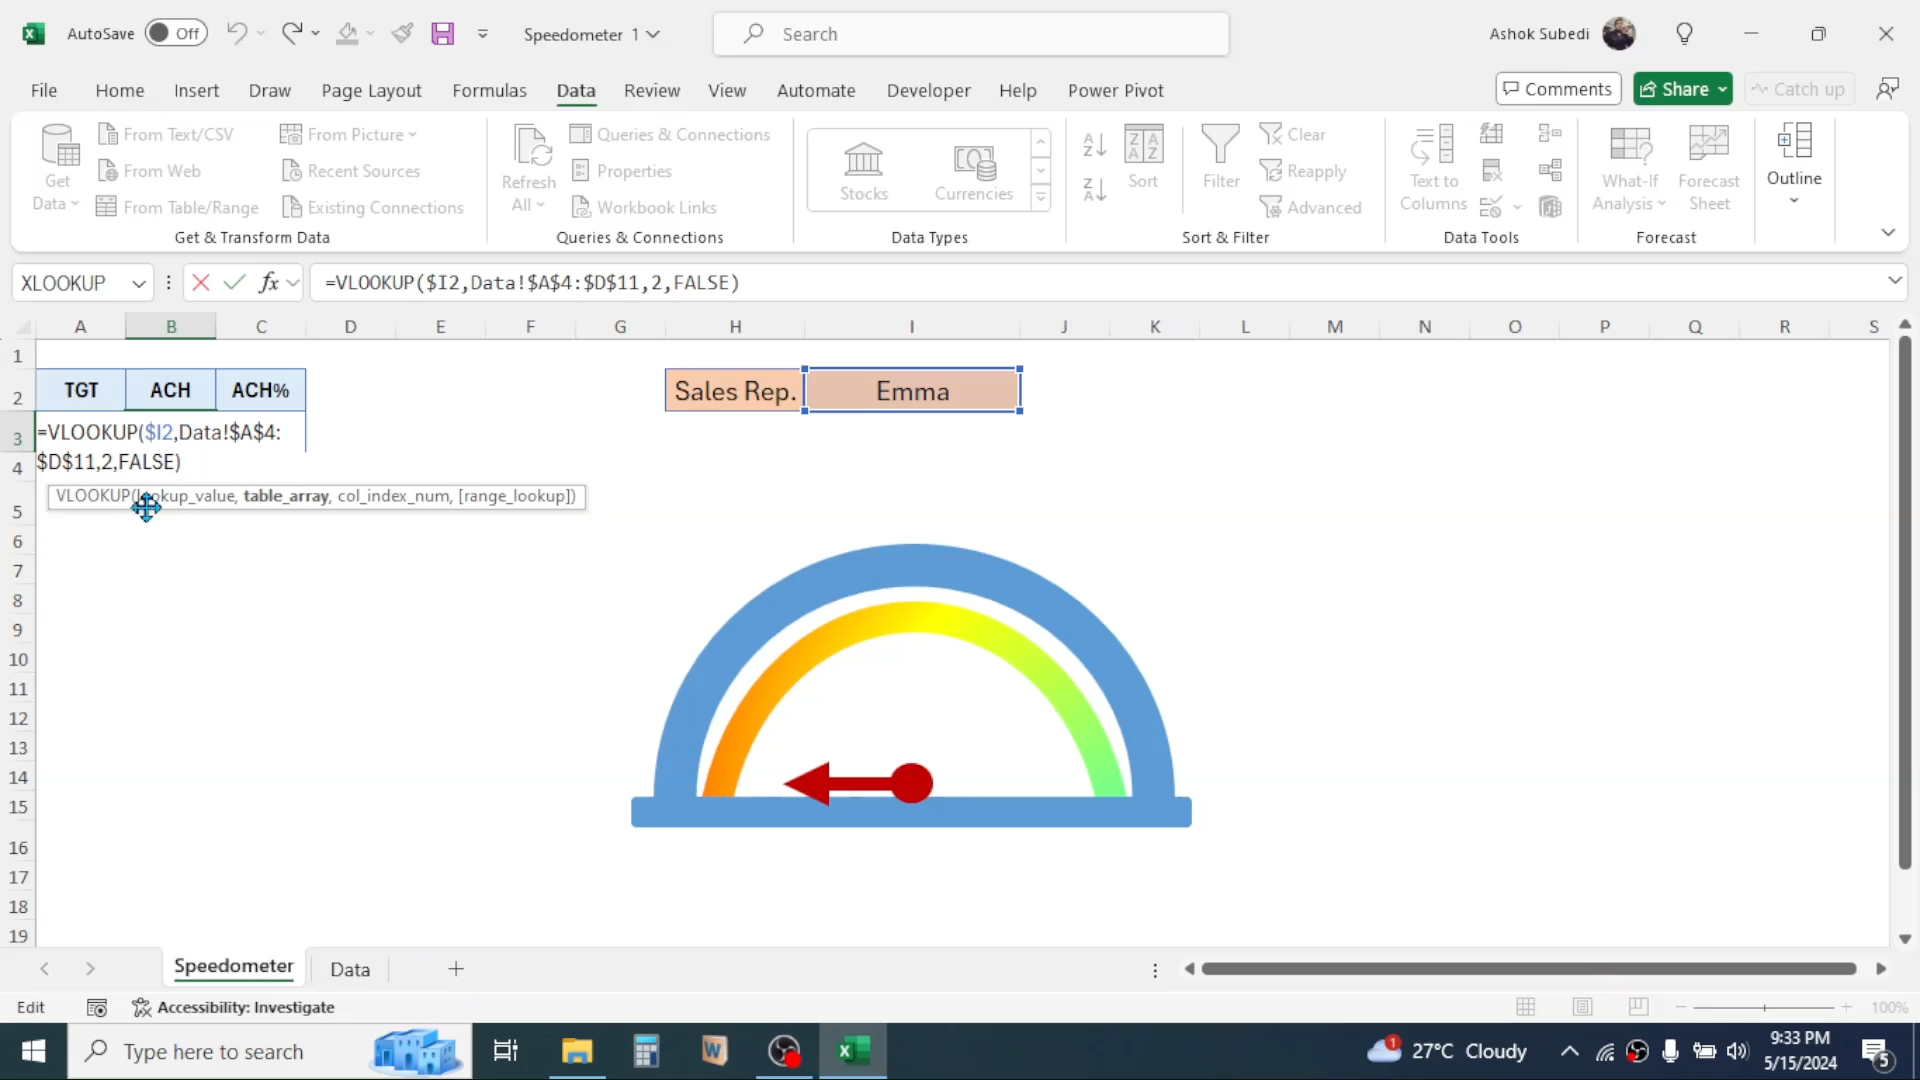 AutoSave Off Speedometer 1 Search Ashok Subedi
File Home Insert Draw Page Layout Formulas Data Review View Automate Developer Help Power Pivot Comments Share Catch up
Get Data
From Text/CSV
From Web
From Table/Range
From Picture
Recent Sources
Existing Connections
Get & Transform Data
Refresh All
Queries & Connections
Properties
Workbook Links
Queries & Connections
Stocks
Currencies
Data Types
Sort
Filter
Clear
Reapply
Advanced
Sort & Filter
Text to Columns
Data Tools
What-If Analysis
Forecast Sheet
Forecast
Outline
XLOOKUP fx =VLOOKUP($I2,Data!$A$4:$D$11,2,FALSE)
A B C D E F G H I J K L M N O P Q R S
1
2 TGT ACH ACH% Sales Rep. Emma
3 =VLOOKUP($I2,Data!$A$4:
4 $D$11,2,FALSE)
VLOOKUP(lookup_value, table_array, col_index_num, [range_lookup])
5
6
7
8
9
10
11
12
13
14
15
16
17
18
19
Speedometer Data
Edit Accessibility: Investigate 100%
Type here to search
1 27°C Cloudy
9:33 PM
5/15/2024
5